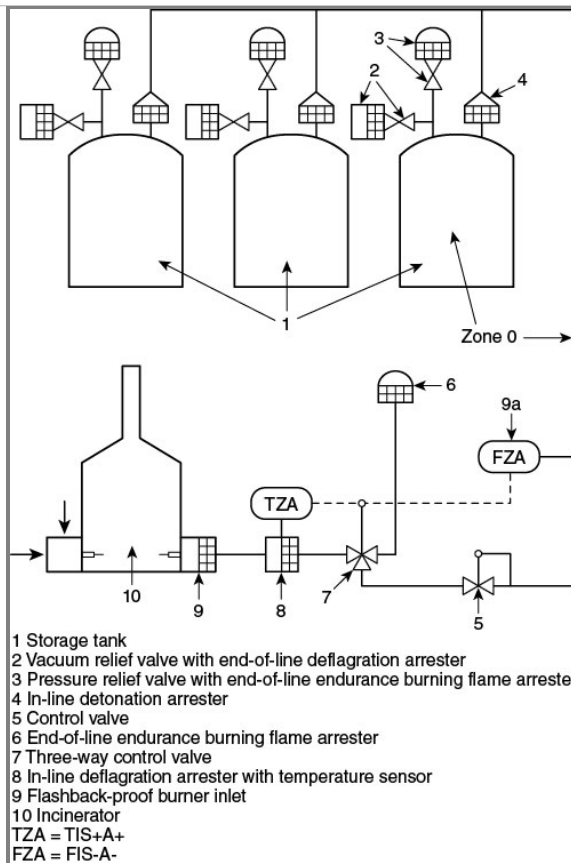 3
2
4
1
Zone 0
6
9a
FZA
TZA
10
9
8
7
5
1 Storage tank
2 Vacuum relief valve with end-of-line deflagration arrester
3 Pressure relief valve with end-of-line endurance burning flame arreste
4 In-line detonation arrester
5 Control valve
6 End-of-line endurance burning flame arrester
7 Three-way control valve
8 In-line deflagration arrester with temperature sensor
9 Flashback-proof burner inlet
10 Incinerator
TZA = TIS+A+
FZA = FIS-A-